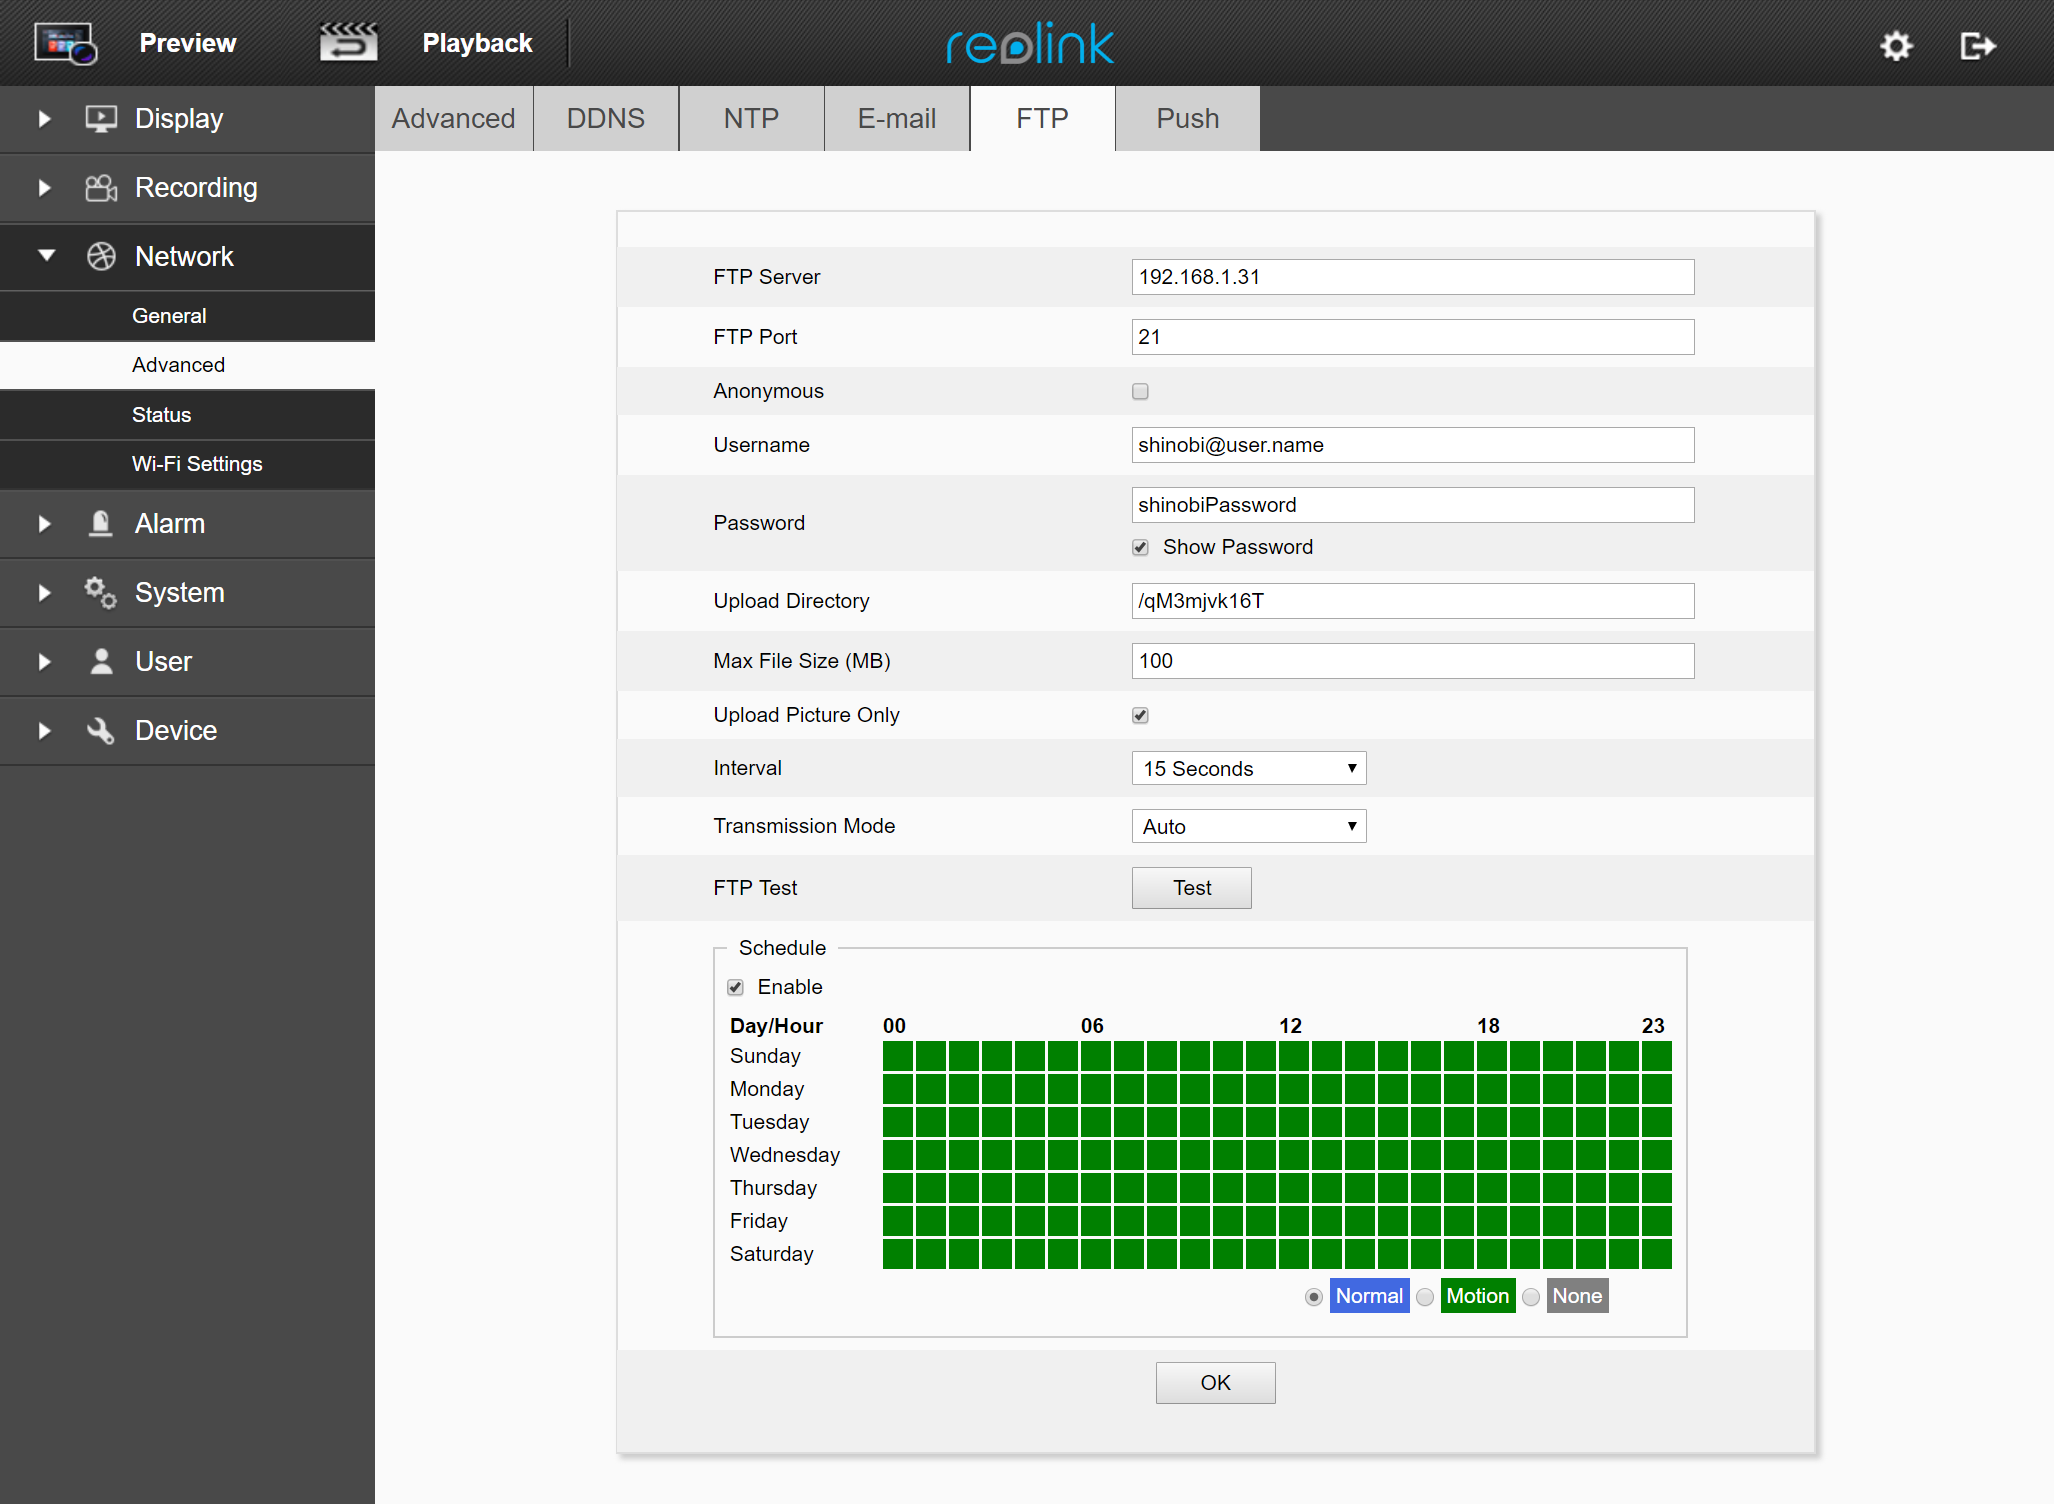 Preview
Playback
reolink
Display
Recording
Network
General
Advanced
Status
Wi-Fi Settings
Alarm
System
User
Device
Advanced DDNS NTP E-mail FTP Push
FTP Server 192.168.1.31
FTP Port 21
Anonymous
Username shinobi@user.name
Password shinobiPassword
Show Password
Upload Directory /qM3mjvk16T
Max File Size (MB) 100
Upload Picture Only
Interval 15 Seconds
Transmission Mode Auto
FTP Test Test
Schedule
Enable
Day/Hour 00 06 12 18 23
Sunday
Monday
Tuesday
Wednesday
Thursday
Friday
Saturday
Normal Motion None
OK